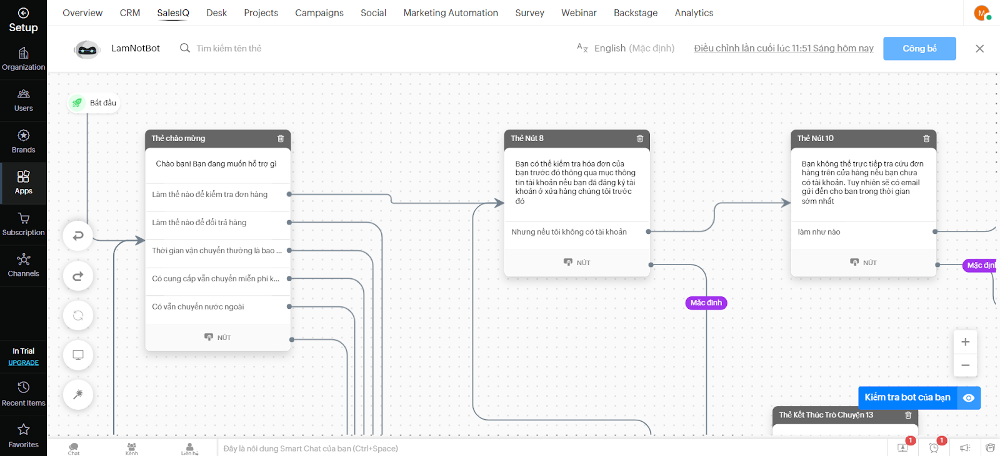 Setup
Organization
Users
Brands
Apps
Subscription
Channels
In Trial
UPGRADE
Recent Items
Favorites
Overview CRM SalesIQ Desk Projects Campaigns Social Marketing Automation Survey Webinar Backstage Analytics
M
LamNotBot
Tìm kiếm tên thẻ
English (Mặc định)
Điều chỉnh lần cuối lúc 11:51 Sáng hôm nay
Công bố
Bắt đầu
Thẻ chào mừng
Chào bạn! Bạn đang muốn hỗ trợ gì
Làm thế nào để kiểm tra đơn hàng
Làm thế nào để đổi trả hàng
Thời gian vận chuyển thường là bao ...
Có cung cấp vẫn chuyển miễn phí k...
Có vẫn chuyển nước ngoài
NÚT
Thẻ Nút 8
Bạn có thể kiểm tra hóa đơn của
bạn trước đó thông qua mục thông
tin tài khoản nếu bạn đã đăng ký tài
khoản ở xửa hàng chúng tôi trước
đó
Nhưng nếu tôi không có tài khoản
NÚT
Mặc định
Thẻ Nút 10
Bạn không thể trực tiếp tra cứu đơn
hàng trên cửa hàng nếu bạn chưa
có tài khoản. Tuy nhiên sẽ có email
gửi đến cho bạn trong thời gian
sớm nhất
làm như nào
NÚT
Mặc định
Kiểm tra bot của bạn
Thẻ Kết Thúc Trò Chuyện 13
Chat
Kênh
Liên hệ
Đây là nội dung Smart Chat của bạn (Ctrl+Space)
1
1